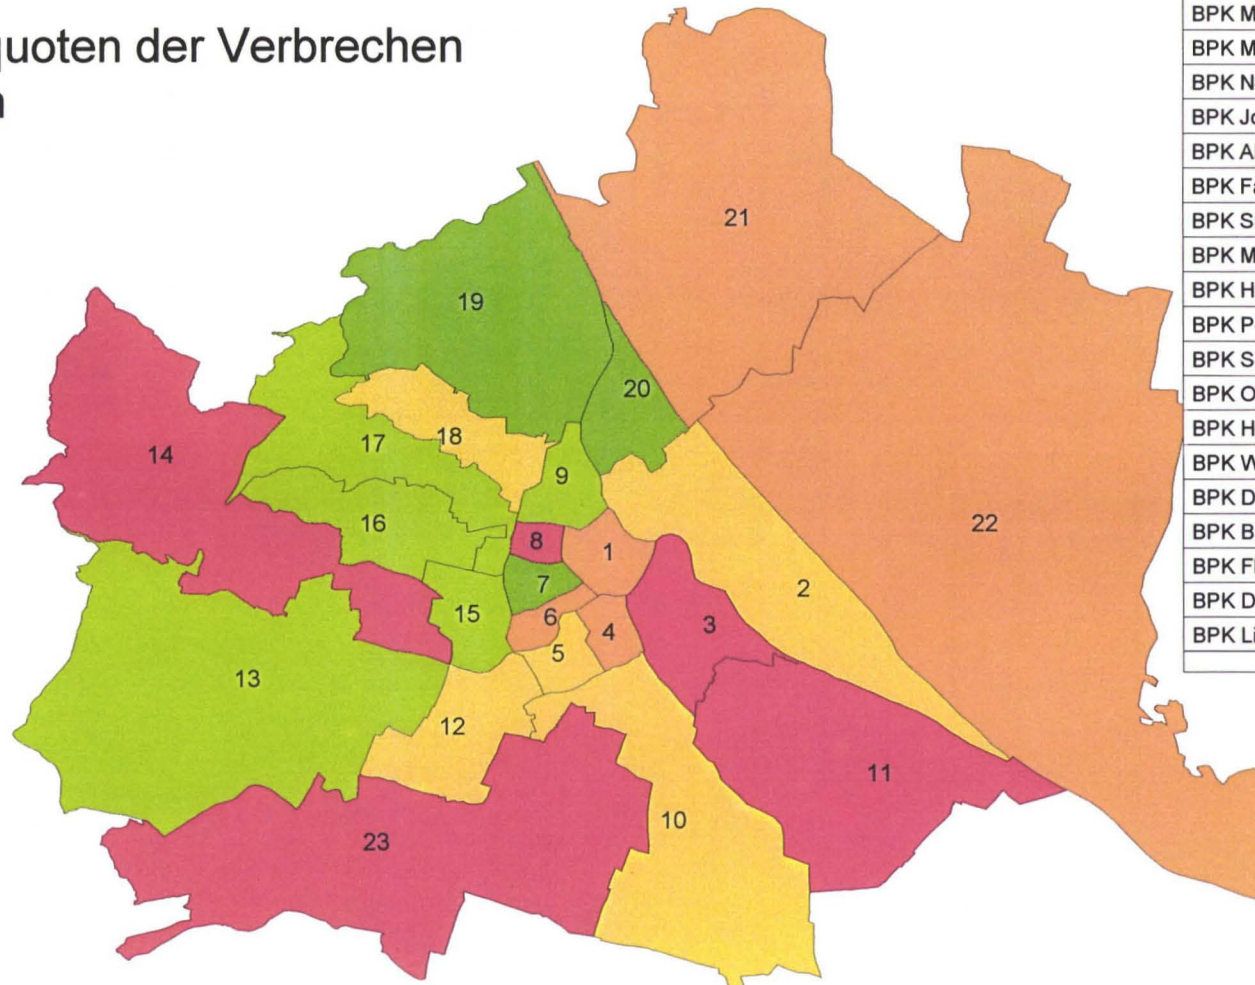 quoten der Verbrechen
BPK M
BPK M
BPK N
BPK Jo
BPK A
BPK Fa
BPK S
BPK M
BPK H
BPK P
BPK S
BPK O
BPK H
BPK W
BPK D
BPK B
BPK Fl
BPK D
BPK Li
21
19
20
14
17
18
9
16
22
8
1
7
2
15
6
4
3
5
13
12
11
10
23